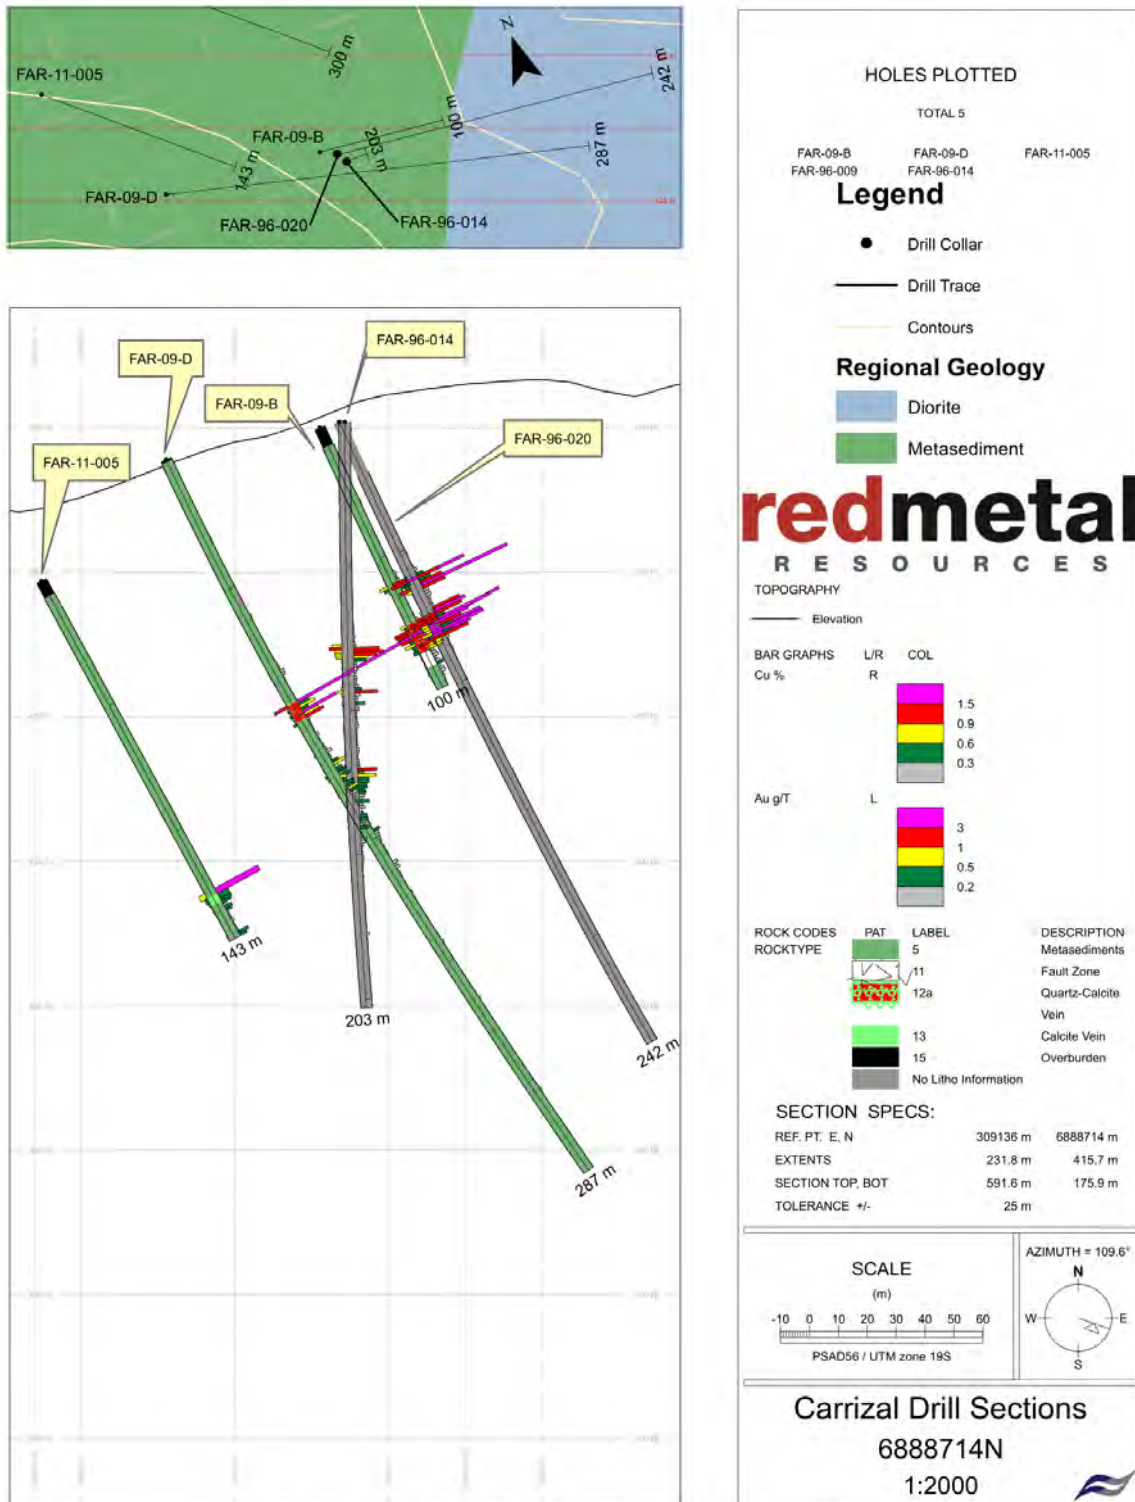 N
300 m
242 m
FAR-11-005
100 m
FAR-09-B
203 m
287 m
143 m
FAR-09-D
FAR-96-020
FAR-96-014
FAR-96-014
FAR-09-D
FAR-09-B
FAR-96-020
FAR-11-005
100 m
143 m
203 m
242 m
287 m
HOLES PLOTTED
TOTAL 5
FAR-09-B FAR-09-D FAR-11-005
FAR-96-009 FAR-96-014
Legend
Drill Collar
Drill Trace
Contours
Regional Geology
Diorite
Metasediment
redmetal
RESOURCES
TOPOGRAPHY
Elevation
BAR GRAPHS L/R COL
Cu % R
1.5
0.9
0.6
0.3
Au g/T L
3
1
0.5
0.2
ROCK CODES PAT LABEL DESCRIPTION
ROCKTYPE 5 Metasediments
11 Fault Zone
12a Quartz-Calcite
Vein
13 Calcite Vein
15 Overburden
No Litho Information
SECTION SPECS:
REF. PT. E, N 309136 m 6888714 m
EXTENTS 231.8 m 415.7 m
SECTION TOP, BOT 591.6 m 175.9 m
TOLERANCE +/- 25 m
SCALE
(m)
-10 0 10 20 30 40 50 60
PSAD56 / UTM zone 19S
AZIMUTH = 109.6°
N
W E
S
Carrizal Drill Sections
6888714N
1:2000